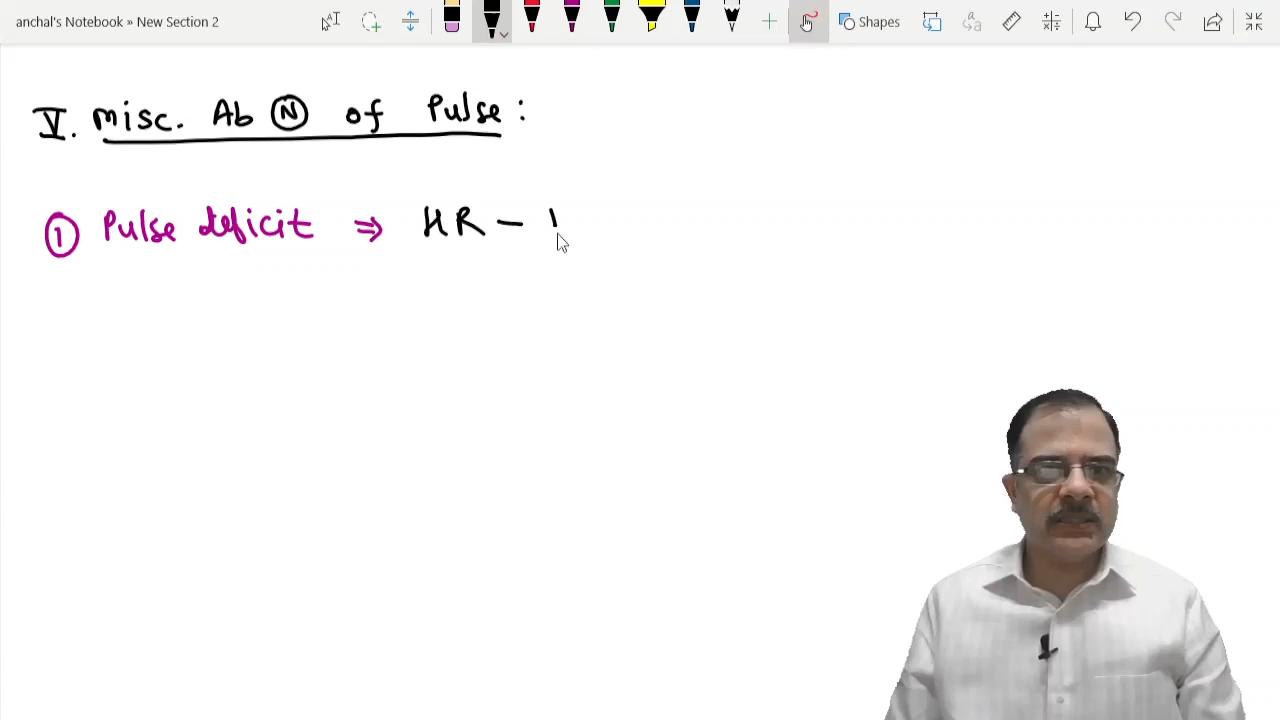 anchal's Notebook » New Section 2
Shapes
V. misc. Ab N of Pulse:
① Pulse deficit ⇒ HR –